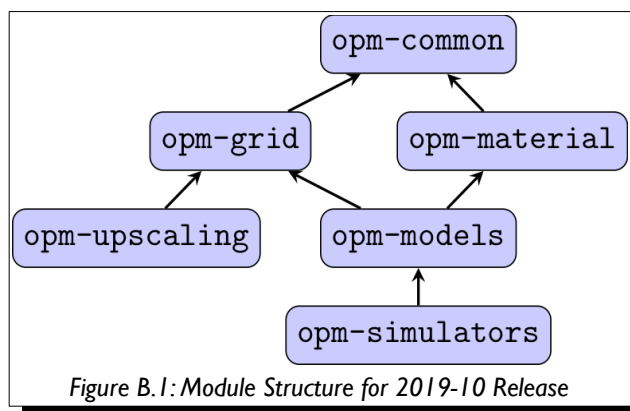 opm-common
opm-grid
opm-material
opm-upscaling
opm-models
opm-simulators
Figure B.1: Module Structure for 2019-10 Release